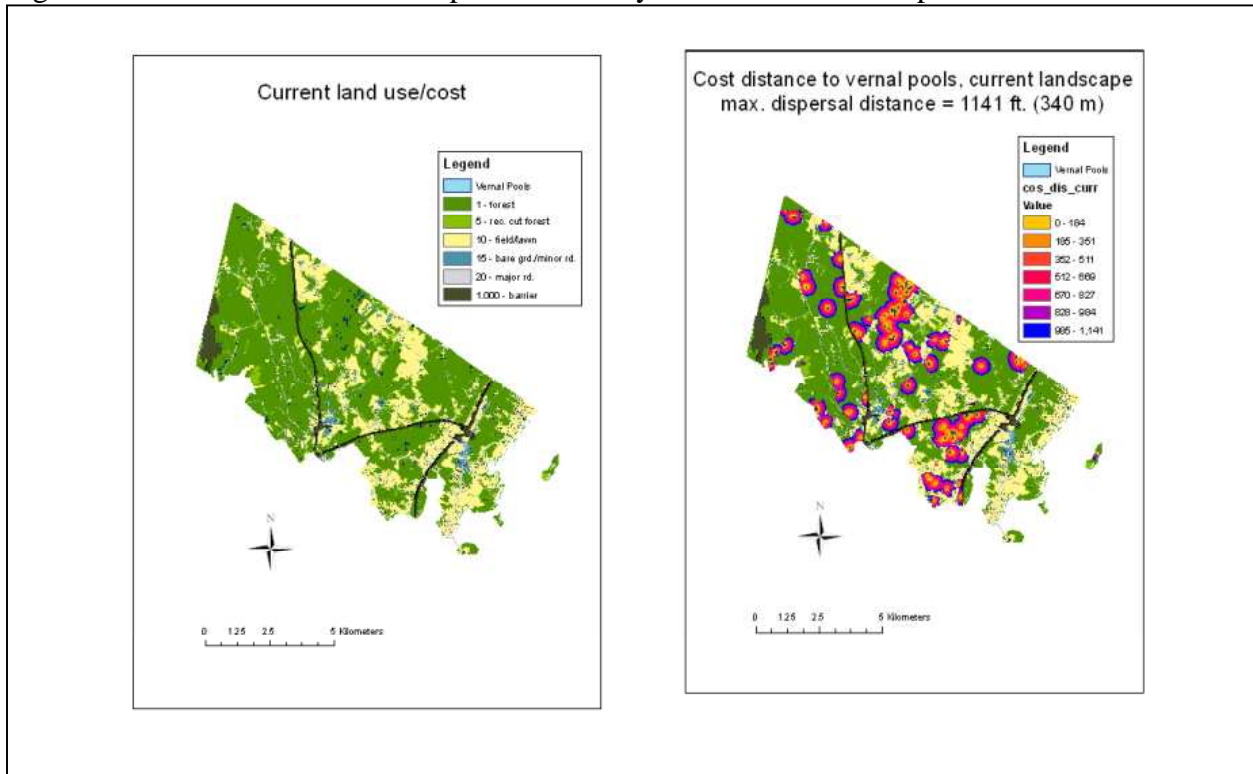 Current land use/cost
Legend
Vernal Pools
1 - forest
5 - rec. cut forest
10 - field/lawn
15 - bare grd./minor rd.
20 - major rd.
1,000 - barrier
N
0 1.25 2.5 5 Kilometers
Cost distance to vernal pools, current landscape
max. dispersal distance = 1141 ft. (340 m)
Legend
Vernal Pools
cos_dis_curr
Value
0 - 184
185 - 351
352 - 511
512 - 669
670 - 827
828 - 984
985 - 1,141
N
0 1.25 2.5 5 Kilometers